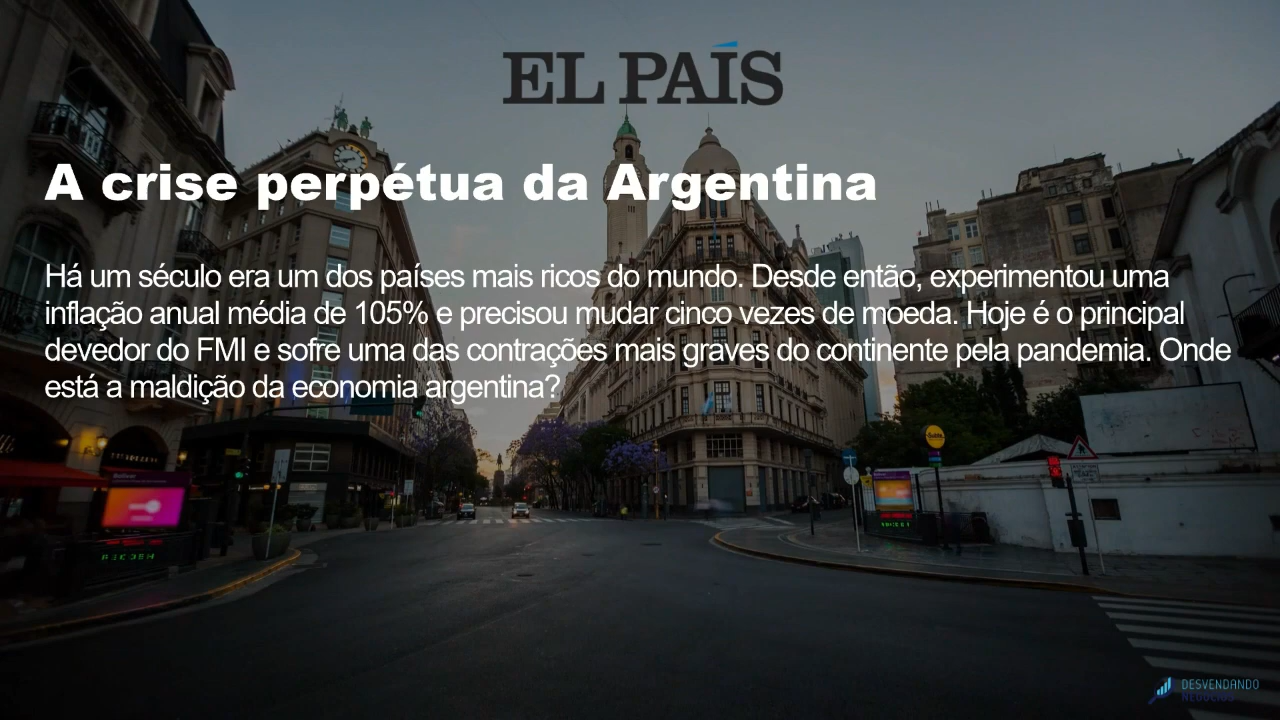 EL PAÍS
A crise perpétua da Argentina
Há um século era um dos países mais ricos do mundo. Desde então, experimentou uma
inflação anual média de 105% e precisou mudar cinco vezes de moeda. Hoje é o principal
devedor do FMI e sofre uma das contrações mais graves do continente pela pandemia. Onde
está a maldição da economia argentina?
DESVENDANDO
NEGÓCIOS